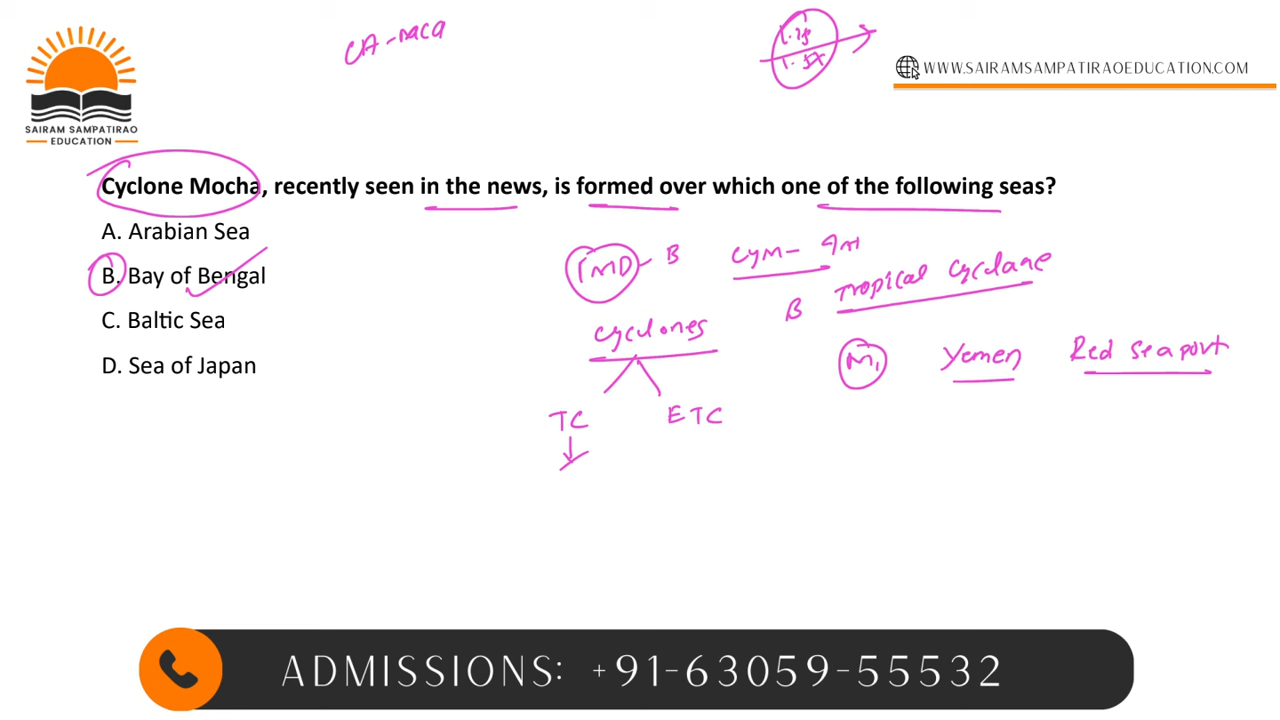 CA - MCQ
WWW.SAIRAMSAMPATIRAOEDUCATION.COM
SAIRAM SAMPATIRAO
EDUCATION
Cyclone Mocha, recently seen in the news, is formed over which one of the following seas?
A. Arabian Sea
B. Bay of Bengal
C. Baltic Sea
D. Sea of Japan
IMD - B
Tropical Cyclone
B
Cyclones
M,
Yemen
Red Sea port
TC
ETC
ADMISSIONS: +91-63059-55532